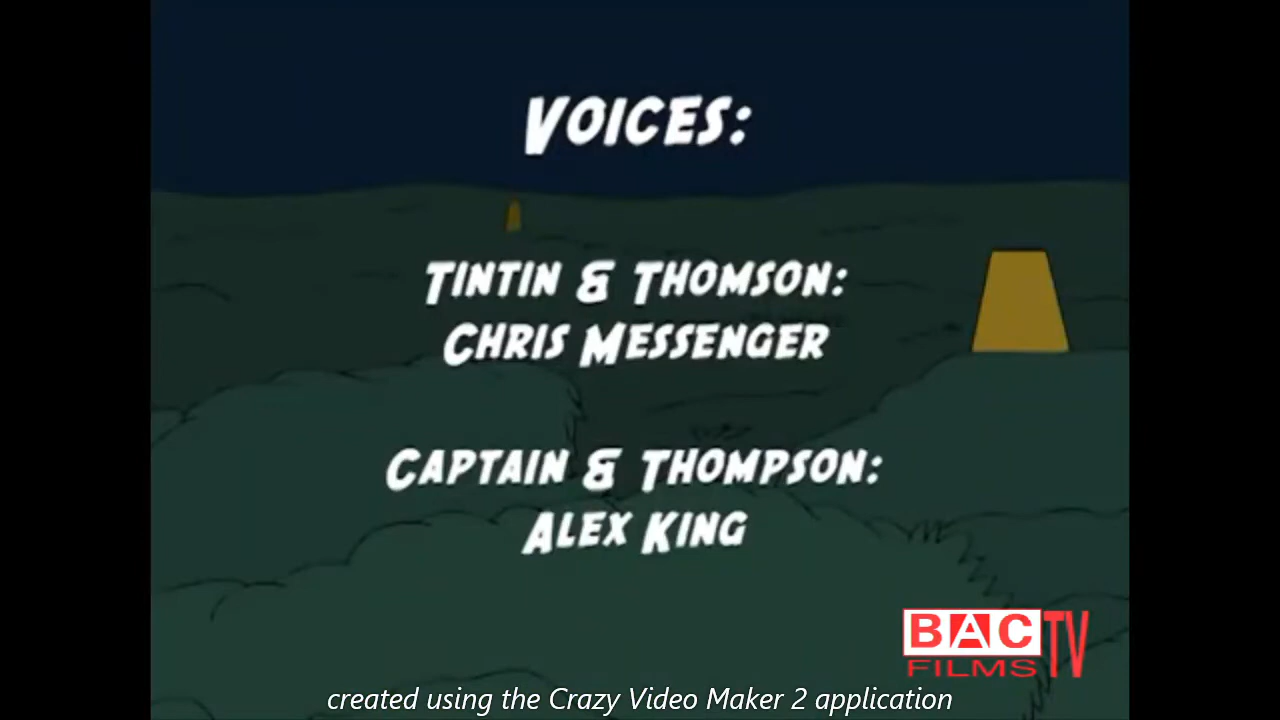 VOICES:
TINTIN & THOMSON:
CHRIS MESSENGER
CAPTAIN & THOMPSON:
ALEX KING
BAC TV
FILMS
created using the Crazy Video Maker 2 application